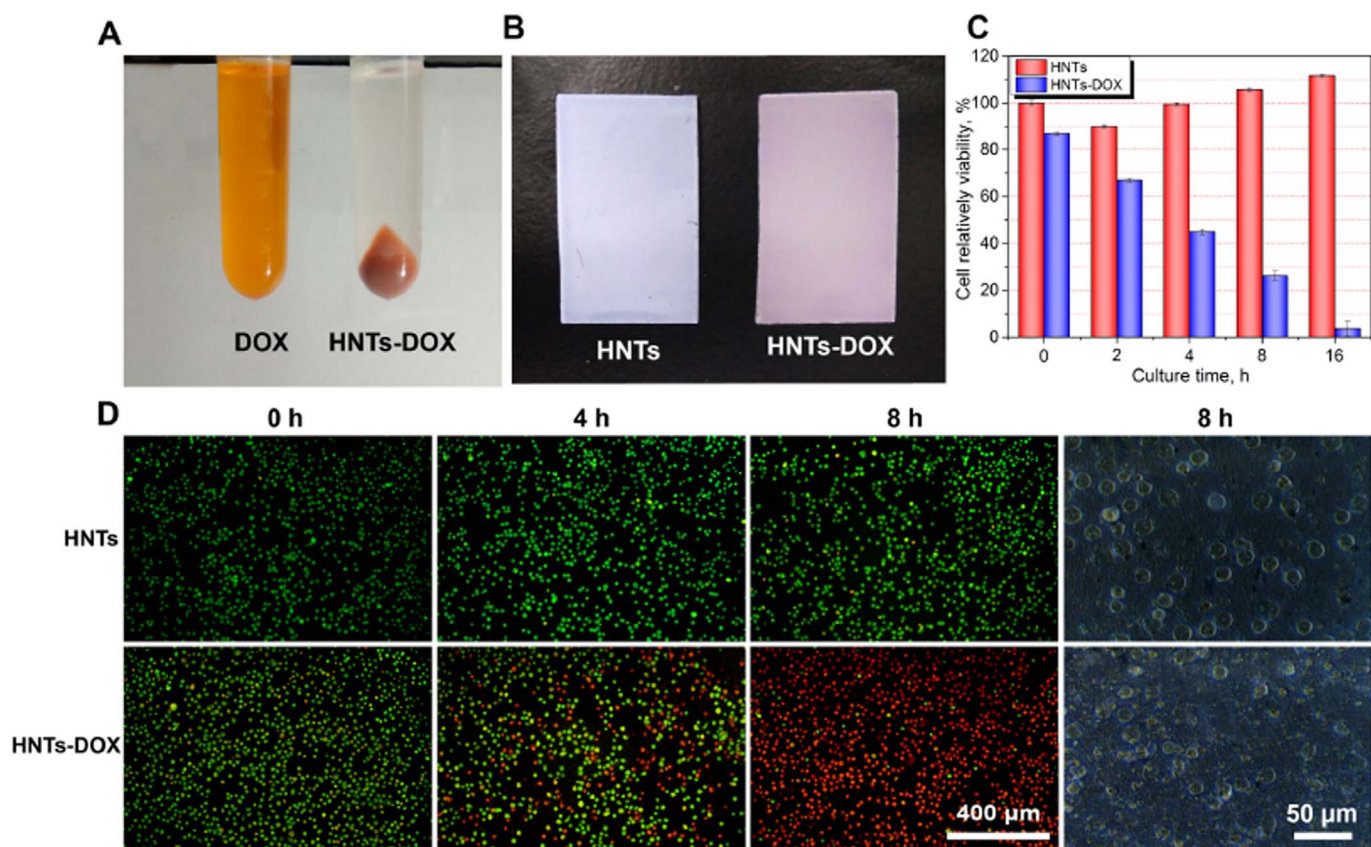 A
DOX
HNTs-DOX
B
HNTs
HNTs-DOX
C
120
100
80
60
40
20
0
HNTs
HNTs-DOX
Cell relatively viability, %
0 2 4 8 16
Culture time, h
D
0 h 4 h 8 h 8 h
HNTs
HNTs-DOX
400 μm
50 μm